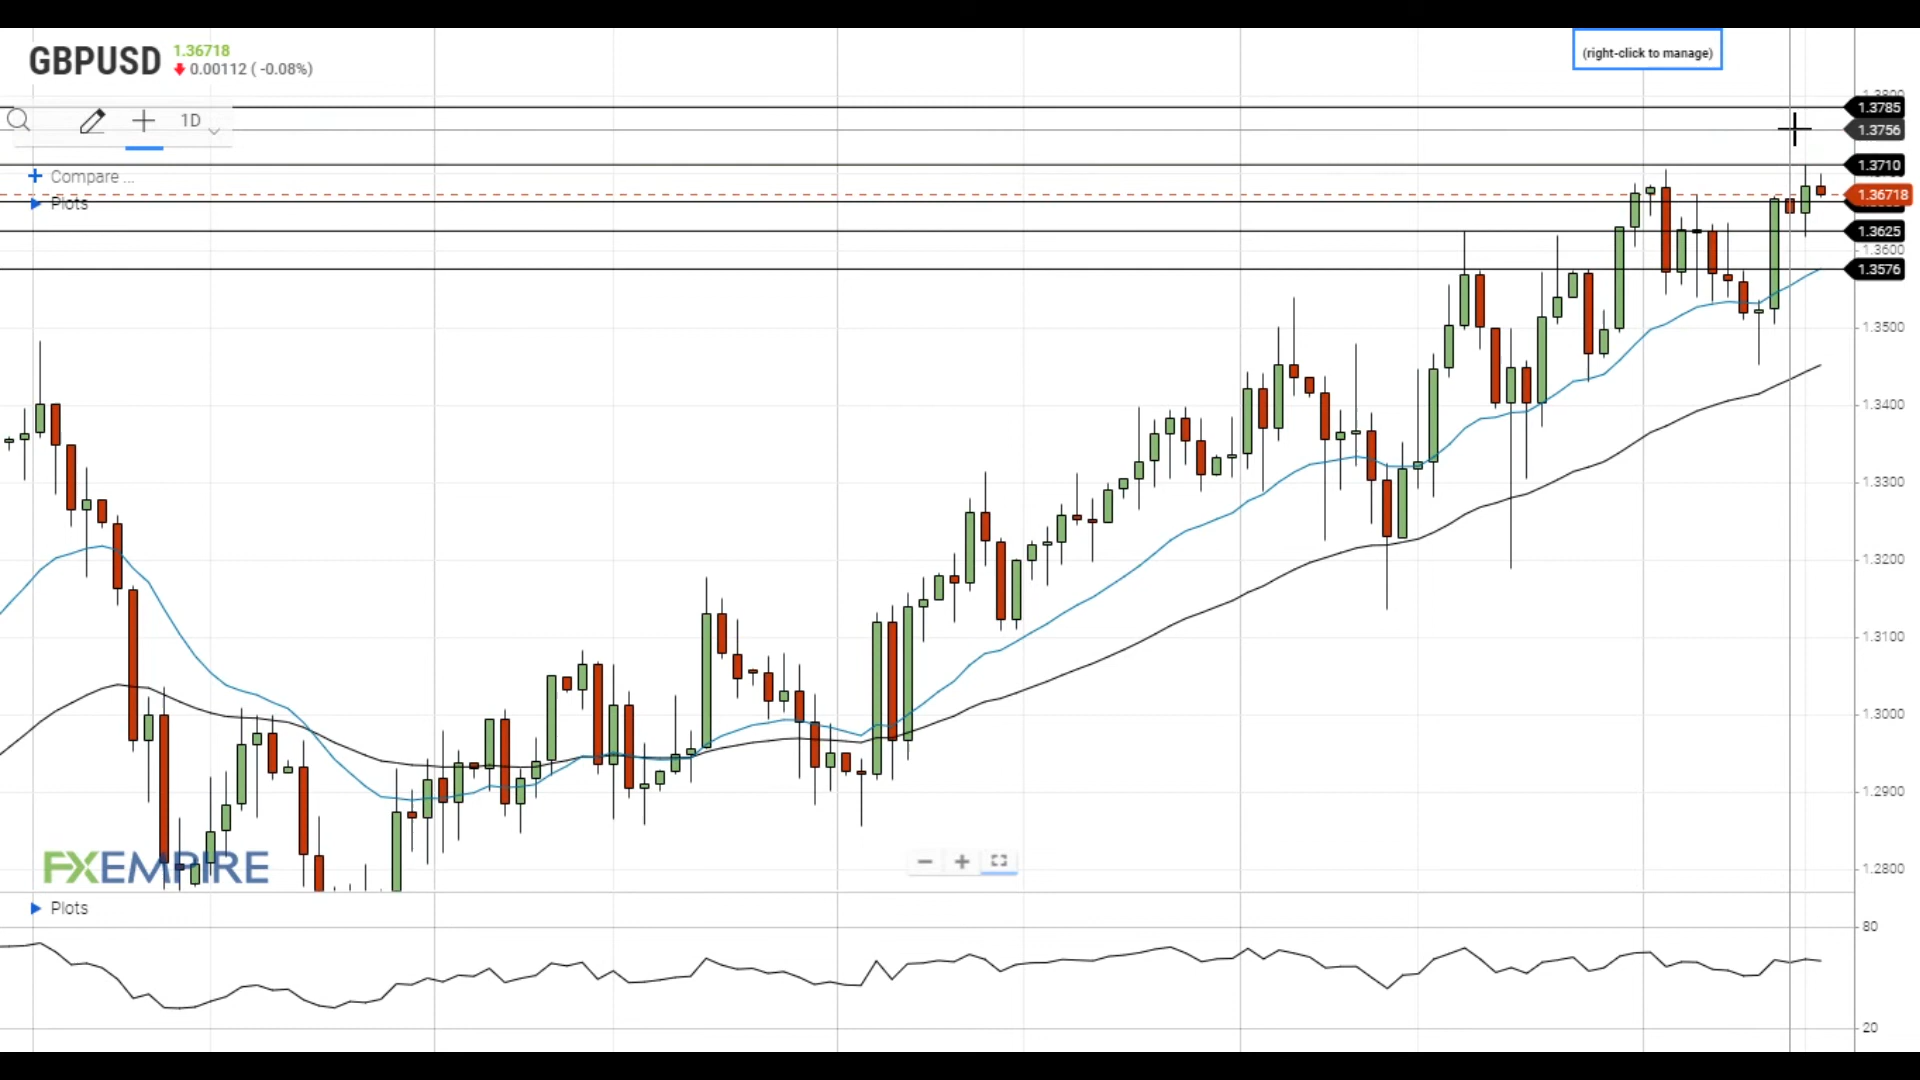 GBPUSD
1.36718
0.00112 ( -0.08%)
(right-click to manage)
1D
Compare ...
Plots
1.3785
1.3756
1.3710
1.36718
1.3625
1.3600
1.3576
1.3500
1.3400
1.3300
1.3200
1.3100
1.3000
1.2900
1.2800
FXEMPIRE
Plots
80
20